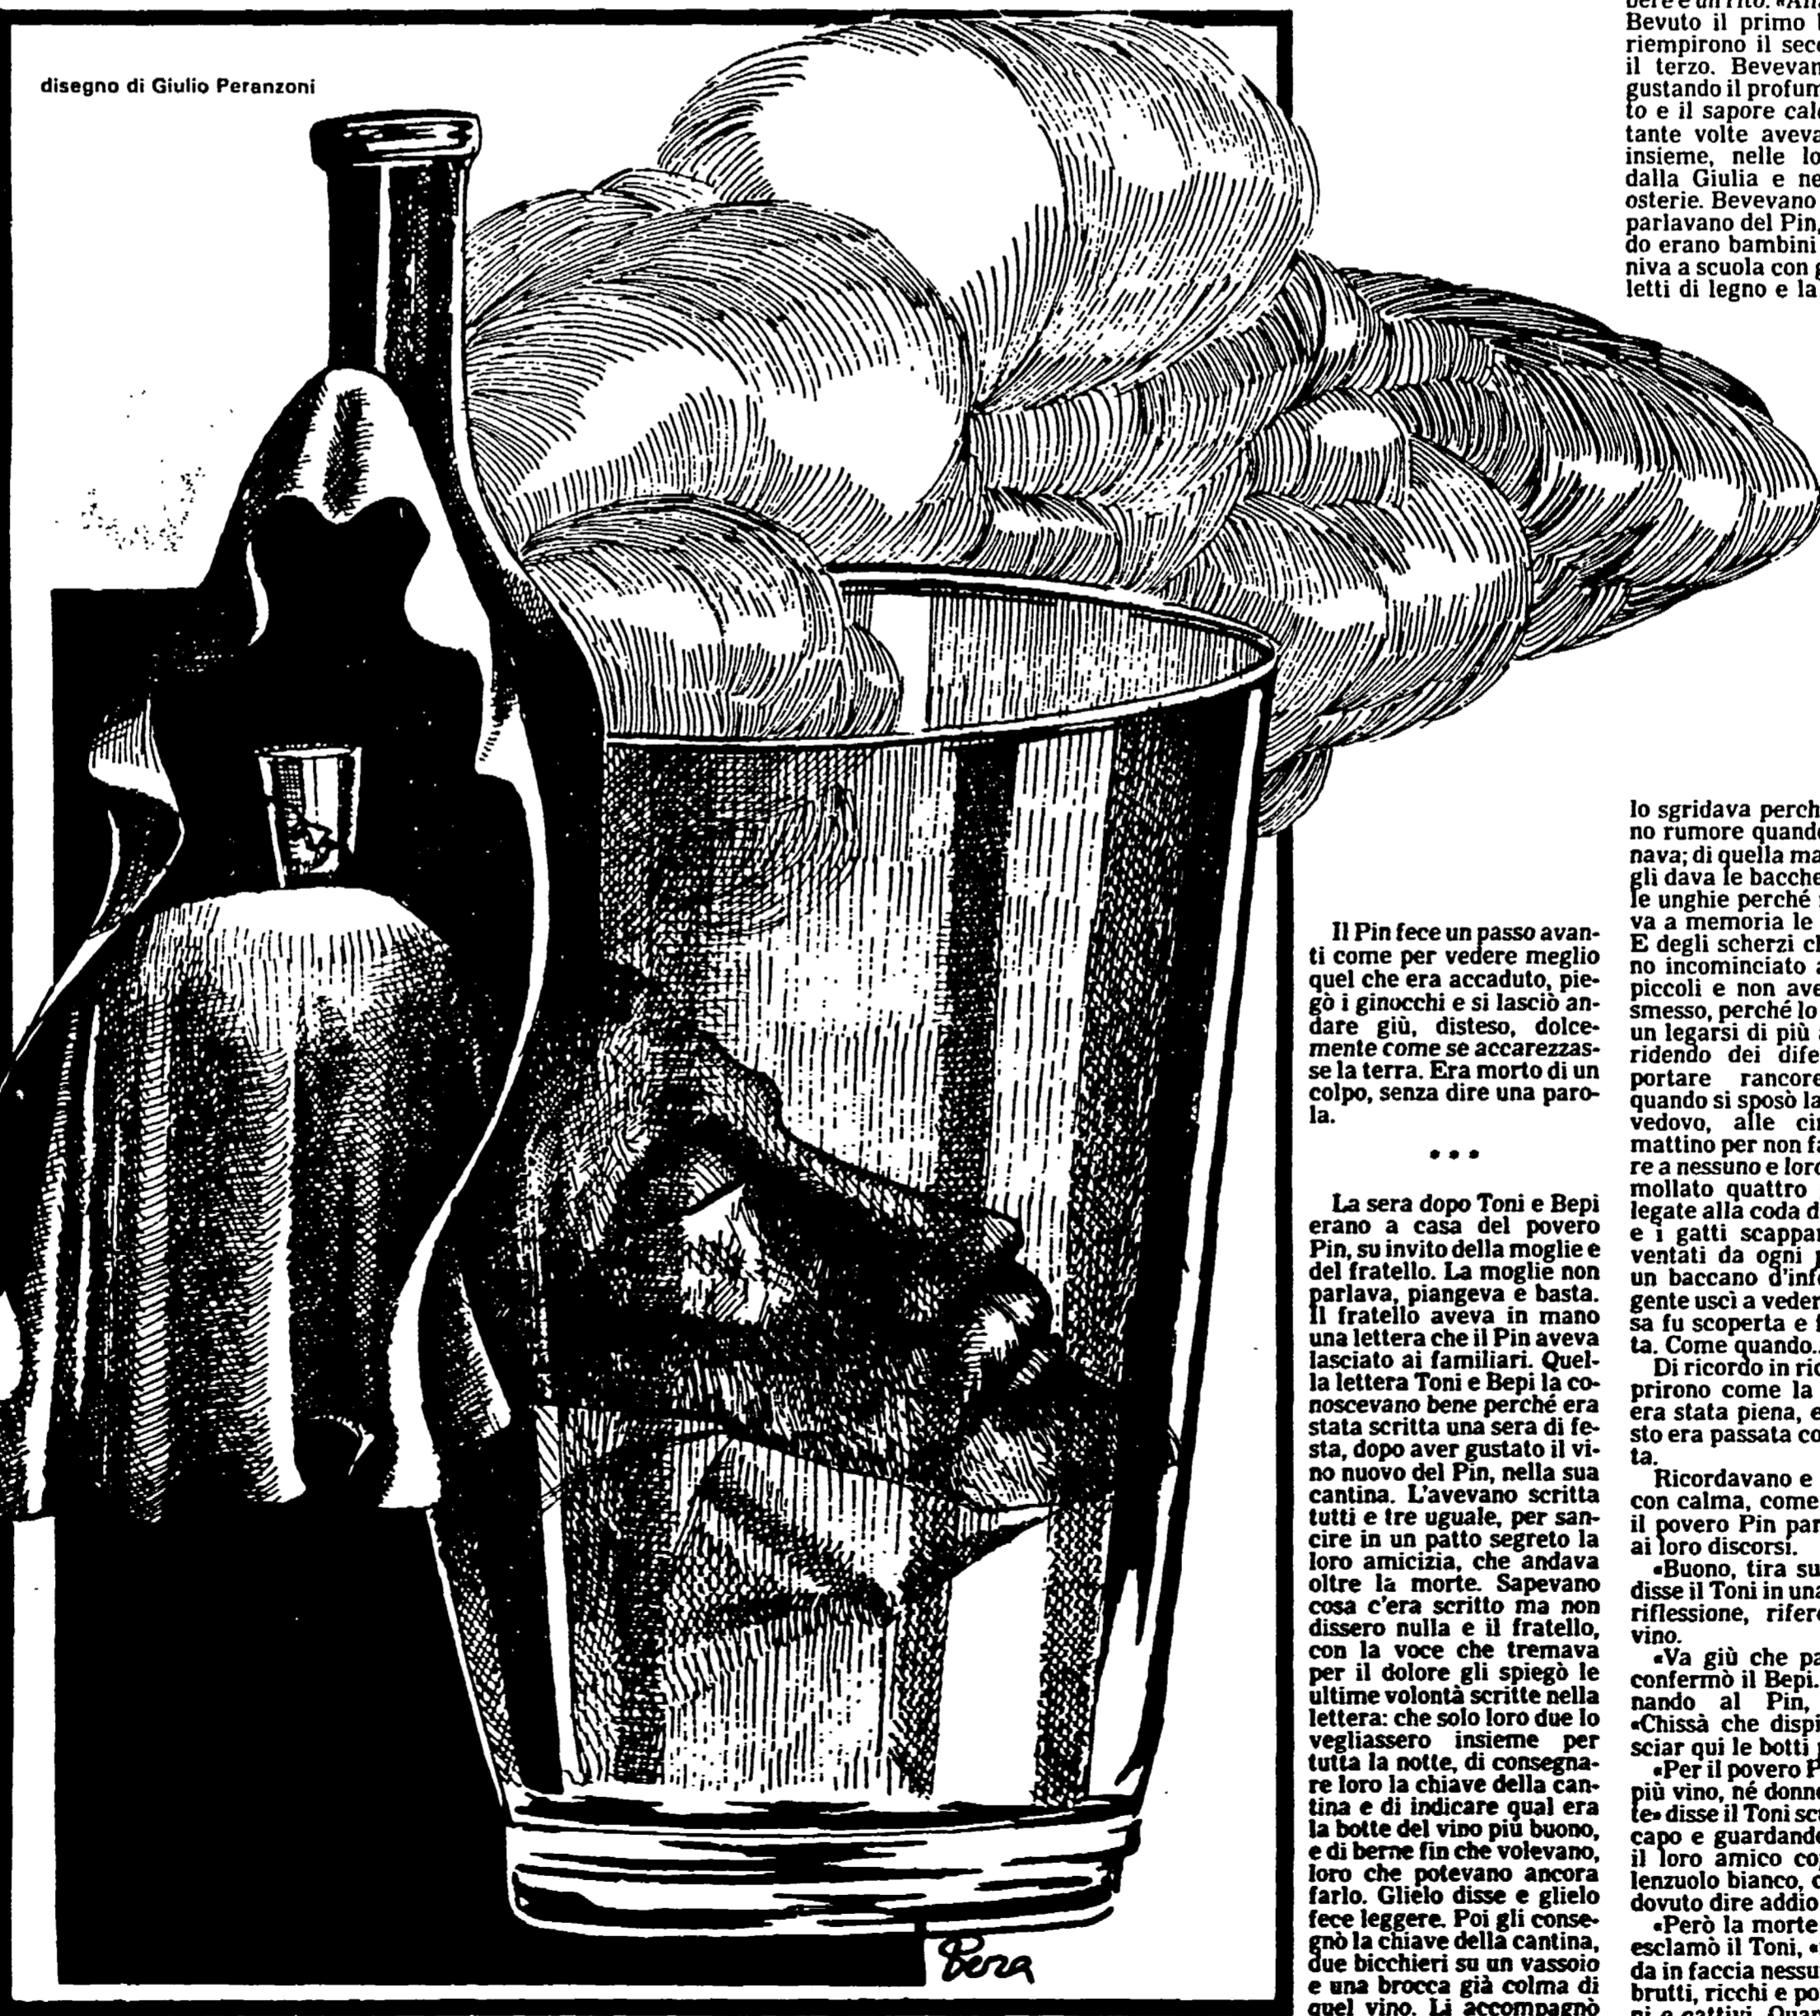 disegno di Giulio Peranzoni
Pera
Il Pin fece un passo avan-
ti come per vedere meglio
quel che era accaduto, pie-
gò i ginocchi e si lasciò an-
dare giù, disteso, dolce-
mente come se accarezzas-
se la terra. Era morto di un
colpo, senza dire una paro-
la.
• • •
La sera dopo Toni e Bepi
erano a casa del povero
Pin, su invito della moglie e
del fratello. La moglie non
parlava, piangeva e basta.
Il fratello aveva in mano
una lettera che il Pin aveva
lasciato ai familiari. Quel-
la lettera Toni e Bepi la co-
noscevano bene perché era
stata scritta una sera di fe-
sta, dopo aver gustato il vi-
no nuovo del Pin, nella sua
cantina. L'avevano scritta
tutti e tre uguale, per san-
cire in un patto segreto la
loro amicizia, che andava
oltre la morte. Sapevano
cosa c'era scritto ma non
dissero nulla e il fratello,
con la voce che tremava
per il dolore gli spiegò le
ultime volontà scritte nella
lettera: che solo loro due lo
vegliassero insieme per
tutta la notte, di consegna-
re loro la chiave della can-
tina e di indicare qual era
la botte del vino più buono,
e di berne fin che volevano,
loro che potevano ancora
farlo. Glielo disse e glielo
fece leggere. Poi gli conse-
gnò la chiave della cantina,
due bicchieri su un vassoio
e una brocca già colma di
quel vino. Li accompagnò
bere è un rito.
Bevuto il primo
riempirono il sec
il terzo. Bevevan
gustando il profum
to e il sapore cal
tante volte aveva
insieme, nelle lo
dalla Giulia e ne
osterie. Bevevano
parlavano del Pin,
do erano bambini
niva a scuola con
letti di legno e la
lo sgridava perch
no rumore quand
nava; di quella ma
gli dava le bacche
le unghie perché
va a memoria le
E degli scherzi c
no incominciato
piccoli e non ave
smesso, perché lo
un legarsi di più
ridendo dei dife
portare rancore
quando si sposò la
vedovo, alle ci
mattino per non fa
re a nessuno e loro
mollato quattro
legate alla coda d
e i gatti scappa
ventati da ogni p
un baccano d'inf
gente uscì a veder
sa fu scoperta e f
ta. Come quando..
Di ricordo in ric
prirono come la
era stata piena, e
sto era passata co
ta.
Ricordavano e
con calma, come
il povero Pin par
ai loro discorsi.
«Buono, tira su
disse il Toni in una
riflessione, rifer
vino.
«Va giù che pa
confermò il Bepi.
nando al Pin,
«Chissà che dispi
sciar qui le botti
«Per il povero P
più vino, né donn
te» disse il Toni sc
capo e guardand
il loro amico co
lenzuolo bianco,
dovuto dire addio
«Però la morte
esclamò il Toni, «
da in faccia nessu
brutti, ricchi e po
ni e cattivi. Quan